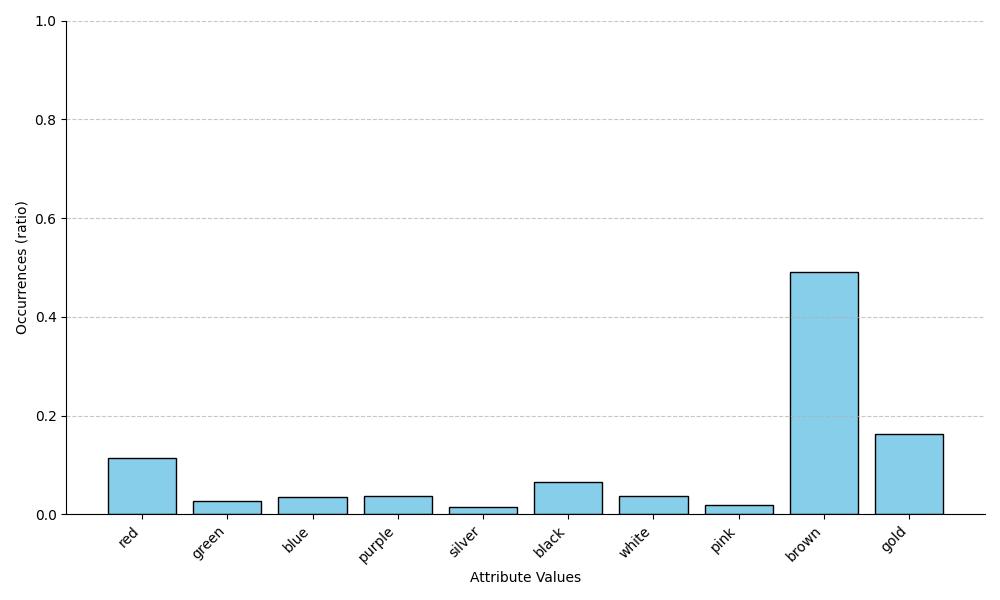 1.0
0.8
0.6
0.4
0.2
0.0
Occurrences (ratio)
red
green
blue
purple
silver
black
white
pink
brown
gold
Attribute Values